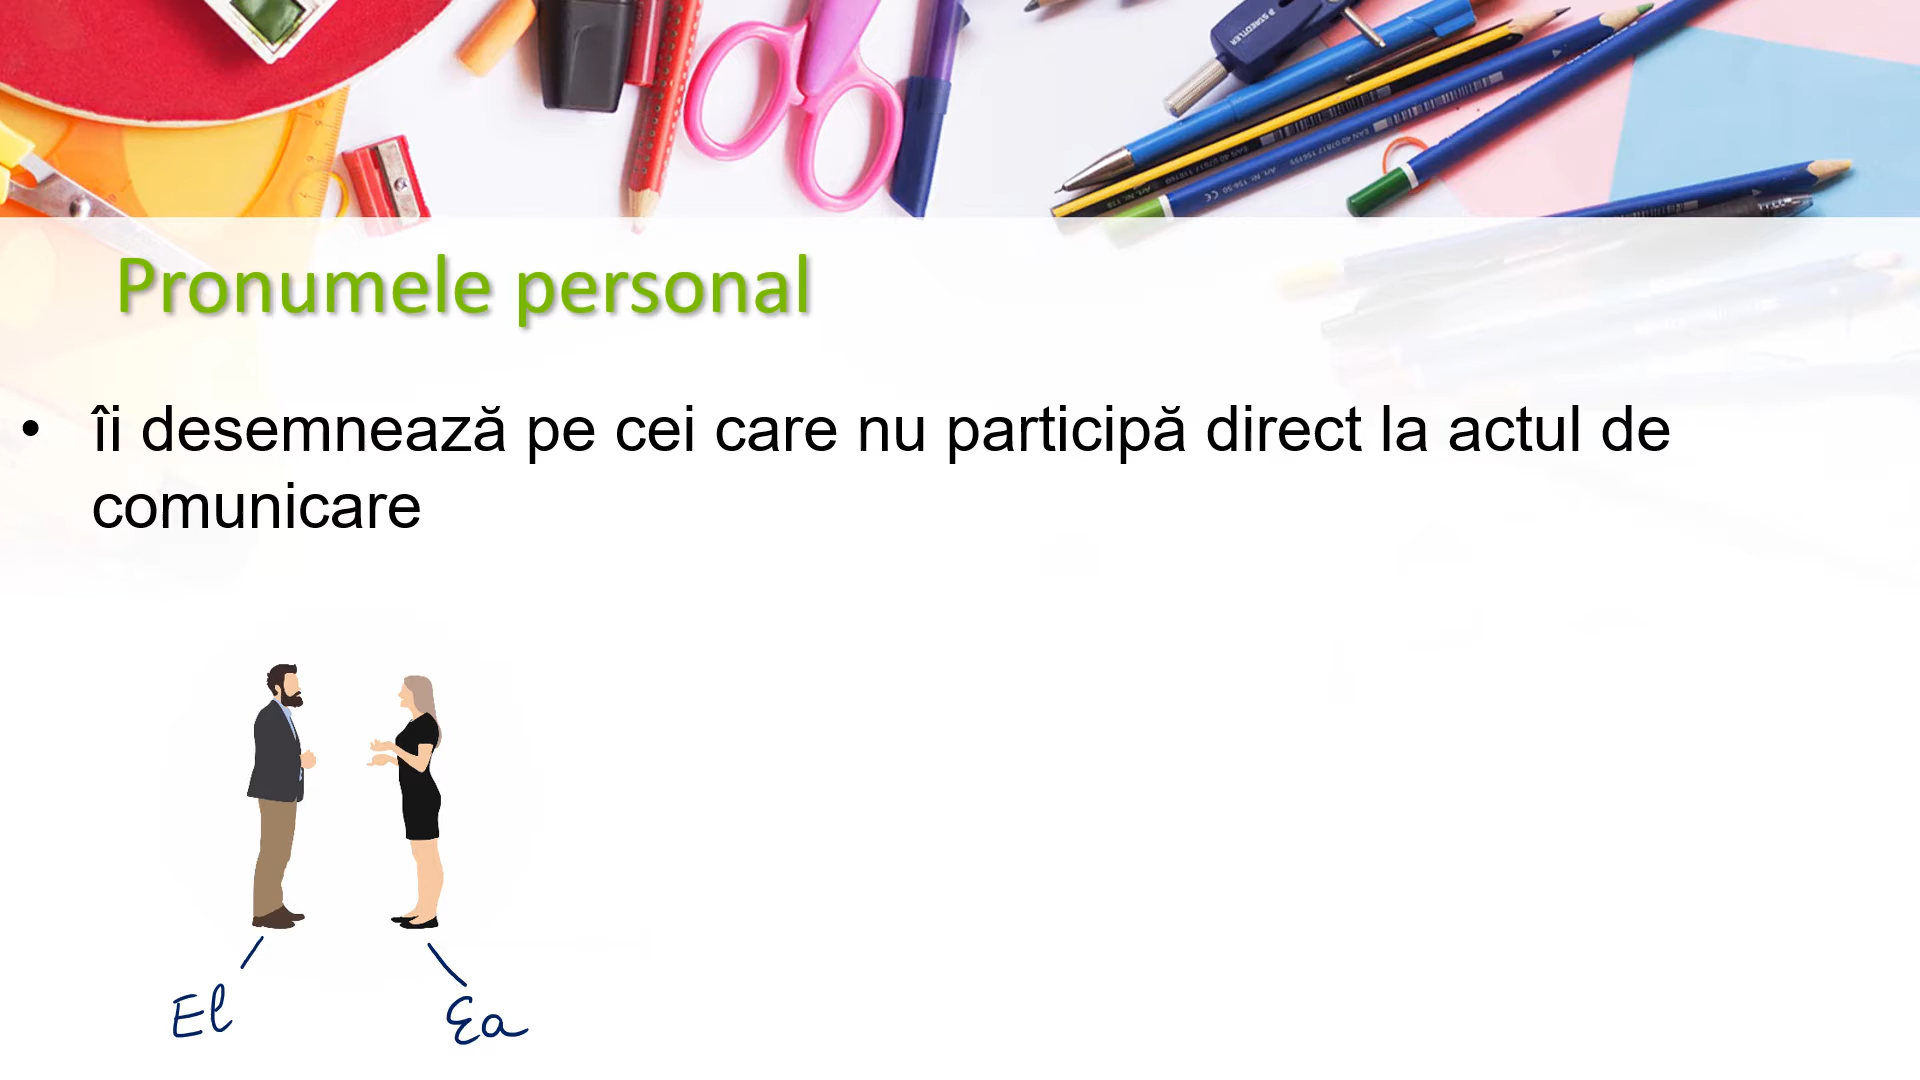 Pronumele personal
• îi desemnează pe cei care nu participă direct la actul de
comunicare
El
Ea